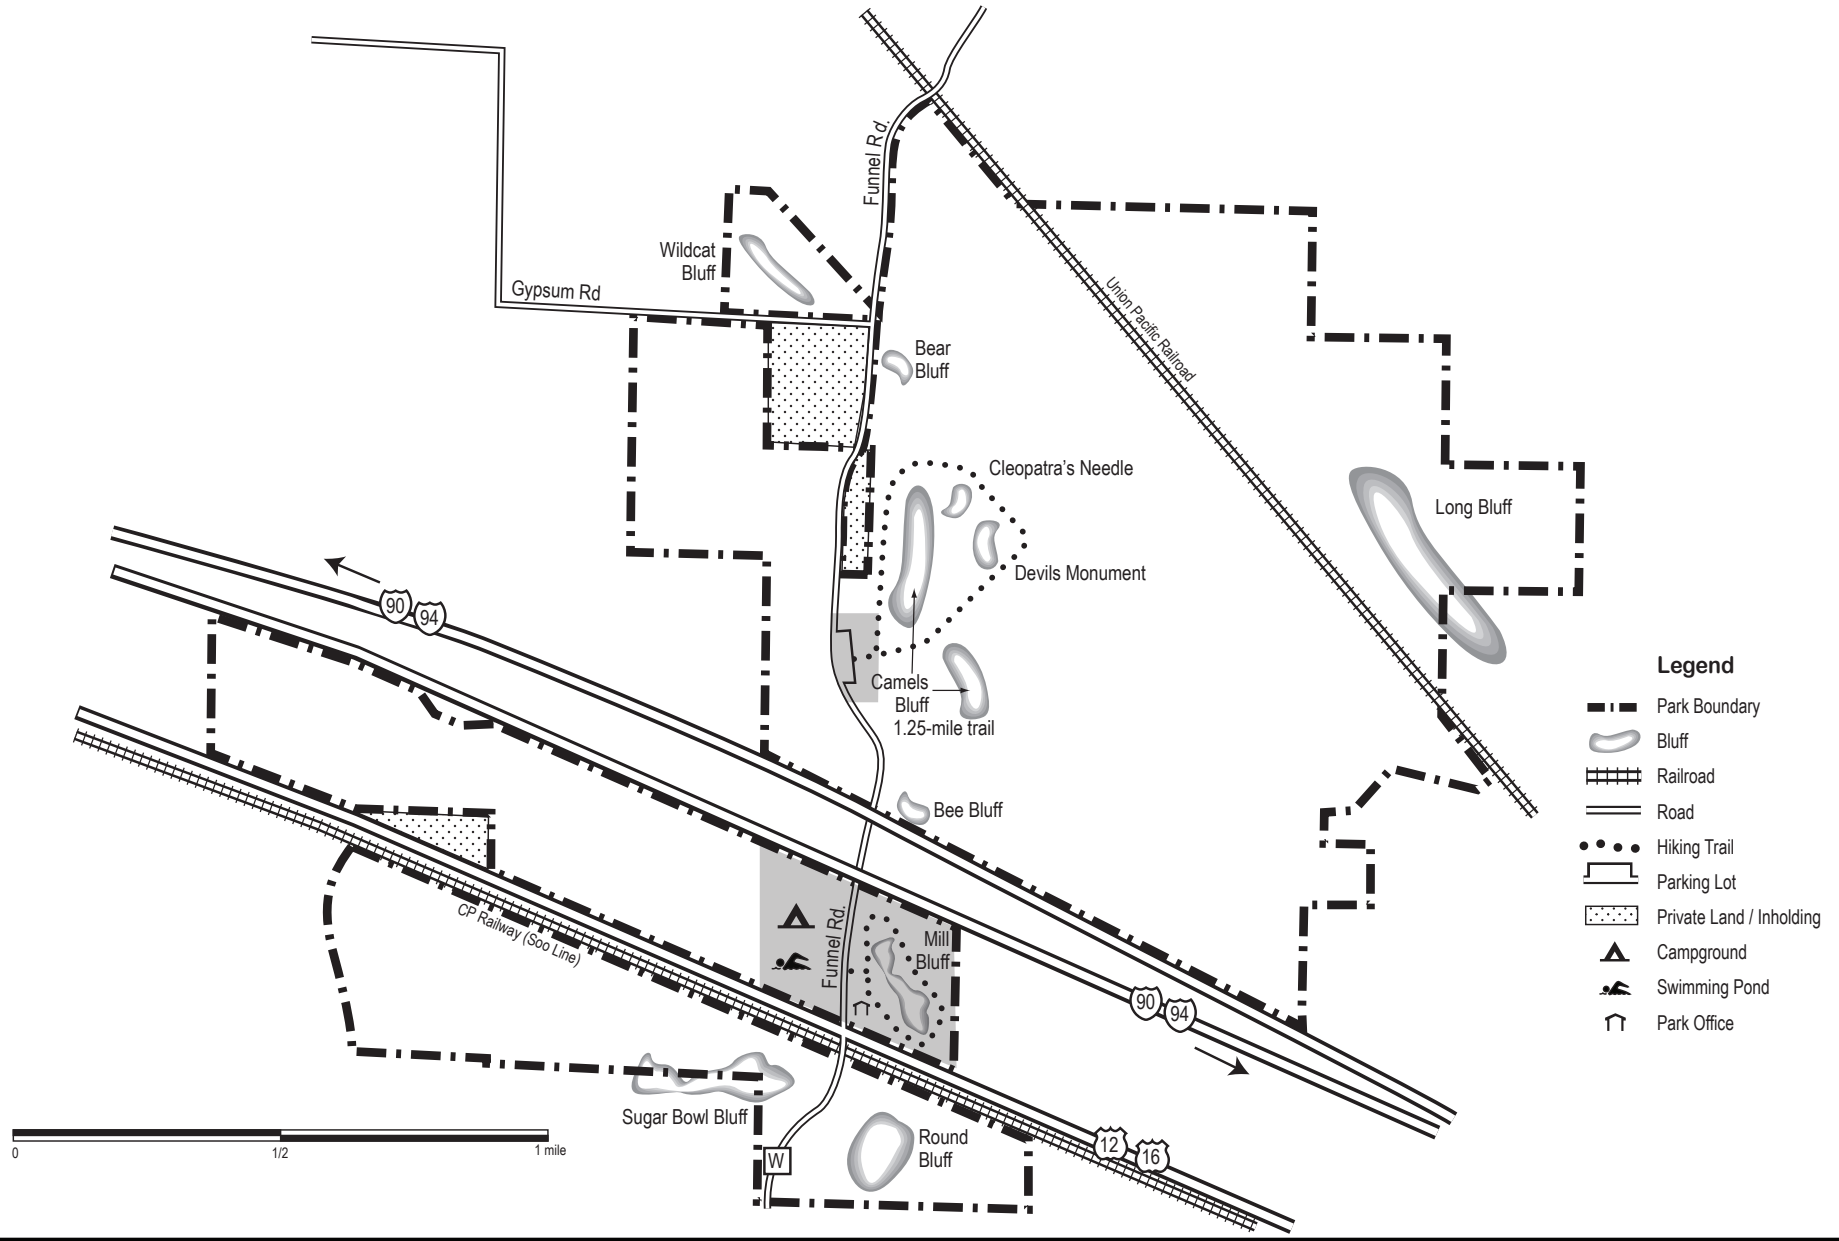 Funnel Rd.
Wildcat
Bluff
Gypsum Rd
Union Pacific Railroad
Bear
Bluff
Cleopatra's Needle
Long Bluff
Devils Monument
90
94
Camels
Bluff
1.25-mile trail
Bee Bluff
CP Railway (Soo Line)
Funnel Rd.
Mill
Bluff
90
94
Sugar Bowl Bluff
Round
Bluff
W
12
16
0
1/2
1 mile
Legend
Park Boundary
Bluff
Railroad
Road
Hiking Trail
Parking Lot
Private Land / Inholding
Campground
Swimming Pond
Park Office